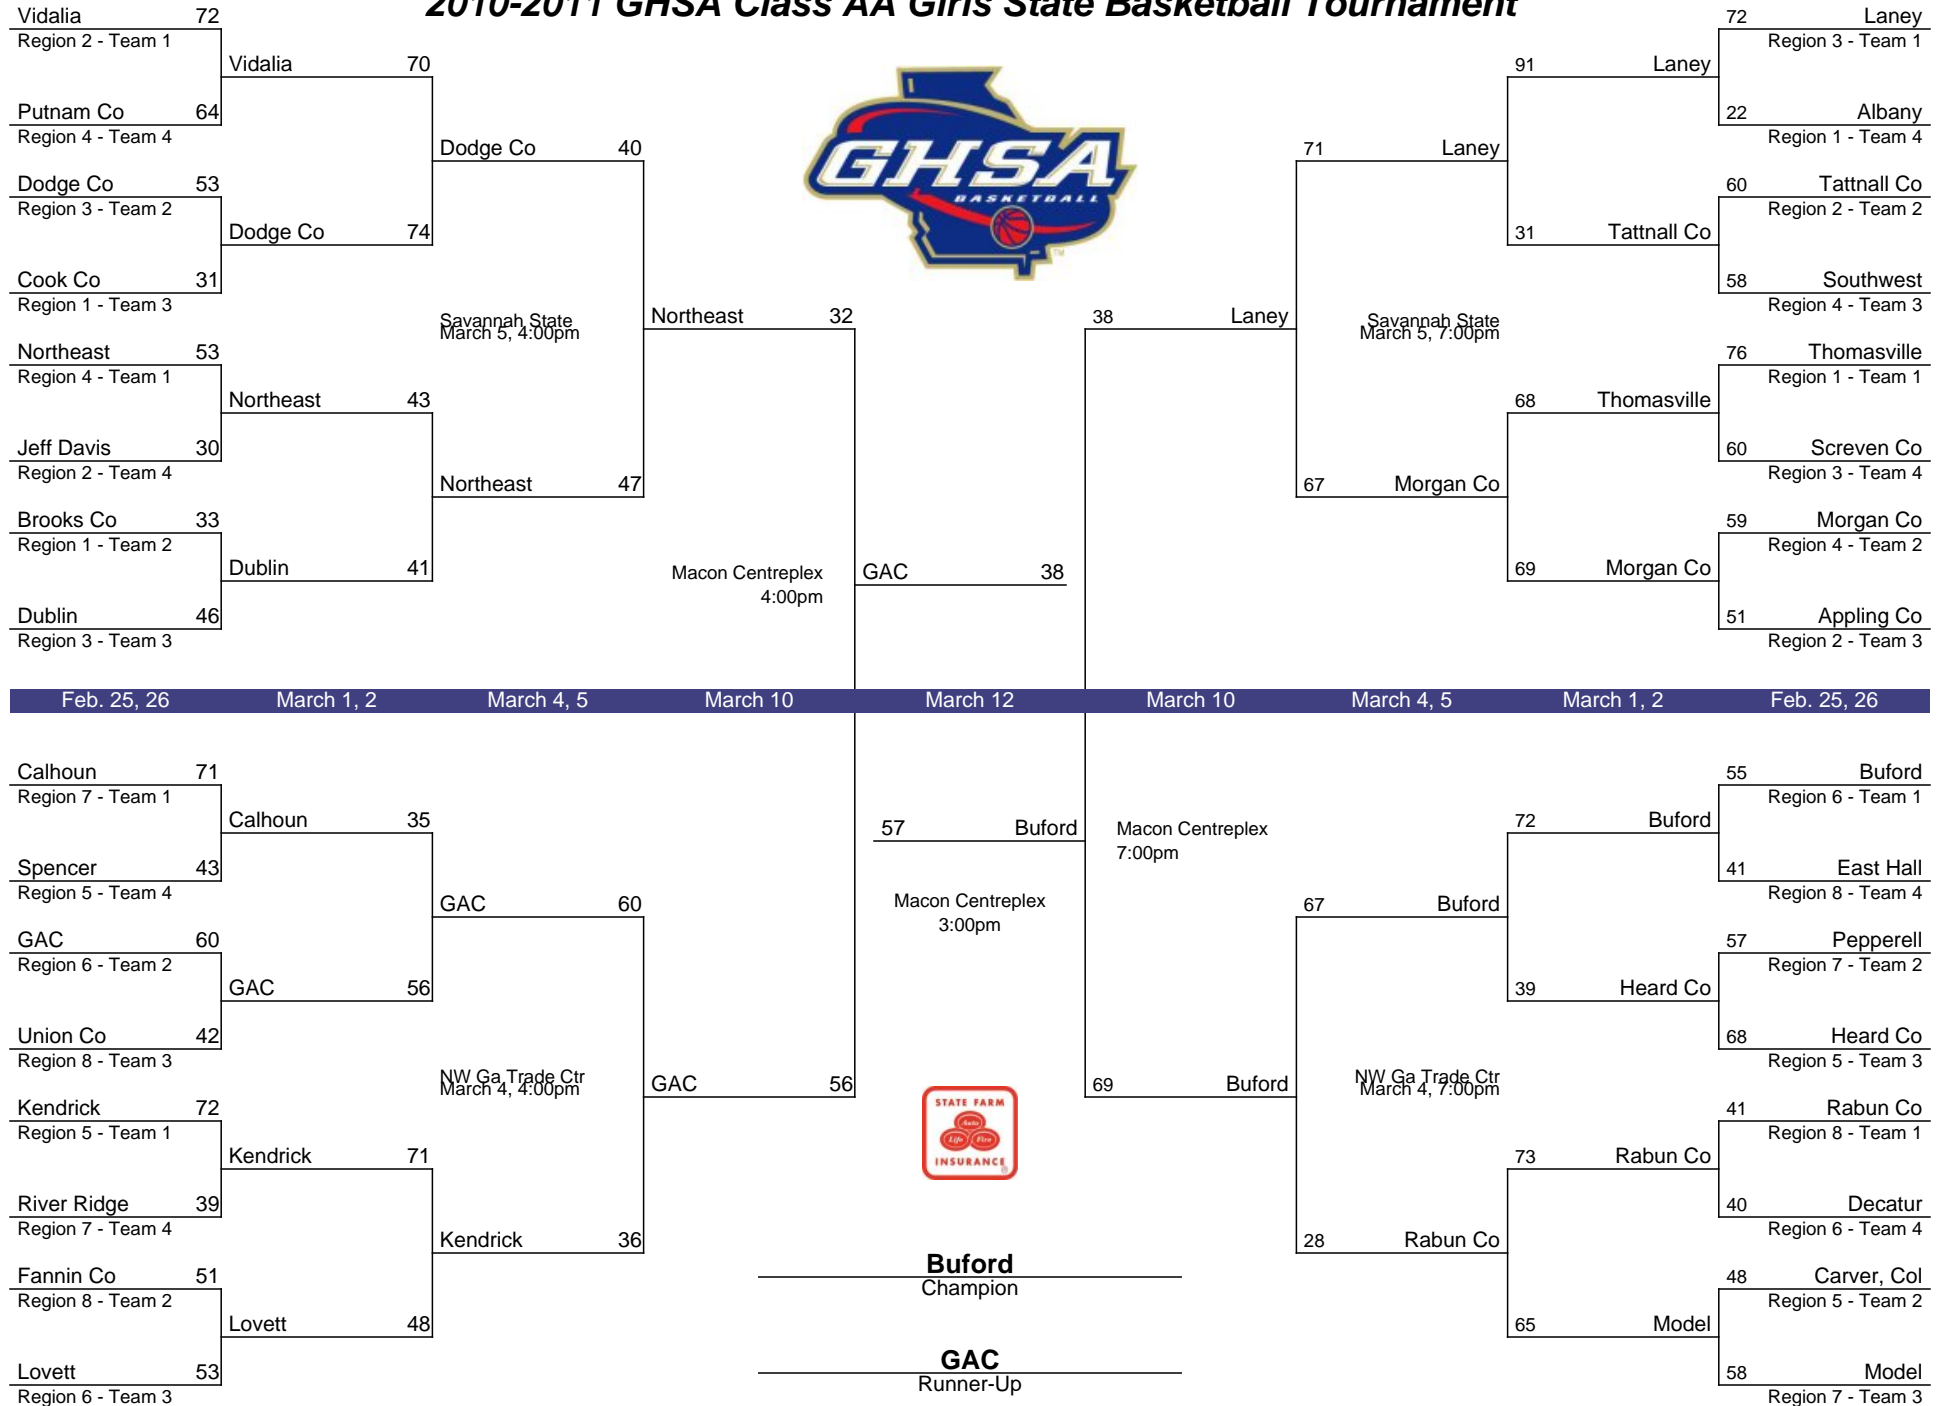 2010-2011 GHSA Class AA Girls State Basketball Tournament
Vidalia 72
Region 2 - Team 1
Putnam Co 64
Region 4 - Team 4
Dodge Co 53
Region 3 - Team 2
Cook Co 31
Region 1 - Team 3
Northeast 53
Region 4 - Team 1
Jeff Davis 30
Region 2 - Team 4
Brooks Co 33
Region 1 - Team 2
Dublin 46
Region 3 - Team 3
Vidalia 70
Dodge Co 74
Northeast 43
Dublin 41
Dodge Co 40
Savannah State
March 5, 4:00pm
Northeast 47
Northeast 32
Macon Centreplex
4:00pm
GAC 38
GHSA
BASKETBALL
TM
38 Laney
71 Laney
Savannah State
March 5, 7:00pm
67 Morgan Co
91 Laney
31 Tattnall Co
68 Thomasville
69 Morgan Co
72 Laney
Region 3 - Team 1
22 Albany
Region 1 - Team 4
60 Tattnall Co
Region 2 - Team 2
58 Southwest
Region 4 - Team 3
76 Thomasville
Region 1 - Team 1
60 Screven Co
Region 3 - Team 4
59 Morgan Co
Region 4 - Team 2
51 Appling Co
Region 2 - Team 3
Feb. 25, 26 March 1, 2 March 4, 5 March 10 March 12 March 10 March 4, 5 March 1, 2 Feb. 25, 26
Calhoun 71
Region 7 - Team 1
Spencer 43
Region 5 - Team 4
GAC 60
Region 6 - Team 2
Union Co 42
Region 8 - Team 3
Kendrick 72
Region 5 - Team 1
River Ridge 39
Region 7 - Team 4
Fannin Co 51
Region 8 - Team 2
Lovett 53
Region 6 - Team 3
Calhoun 35
GAC 56
Kendrick 71
Lovett 48
GAC 60
NW Ga Trade Ctr
March 4, 4:00pm
Kendrick 36
GAC 56
57 Buford
Macon Centreplex
3:00pm
STATE FARM
Auto
Life Fire
INSURANCE
®
Buford
Champion
GAC
Runner-Up
Macon Centreplex
7:00pm
69 Buford
67 Buford
NW Ga Trade Ctr
March 4, 7:00pm
28 Rabun Co
72 Buford
39 Heard Co
73 Rabun Co
65 Model
55 Buford
Region 6 - Team 1
41 East Hall
Region 8 - Team 4
57 Pepperell
Region 7 - Team 2
68 Heard Co
Region 5 - Team 3
41 Rabun Co
Region 8 - Team 1
40 Decatur
Region 6 - Team 4
48 Carver, Col
Region 5 - Team 2
58 Model
Region 7 - Team 3